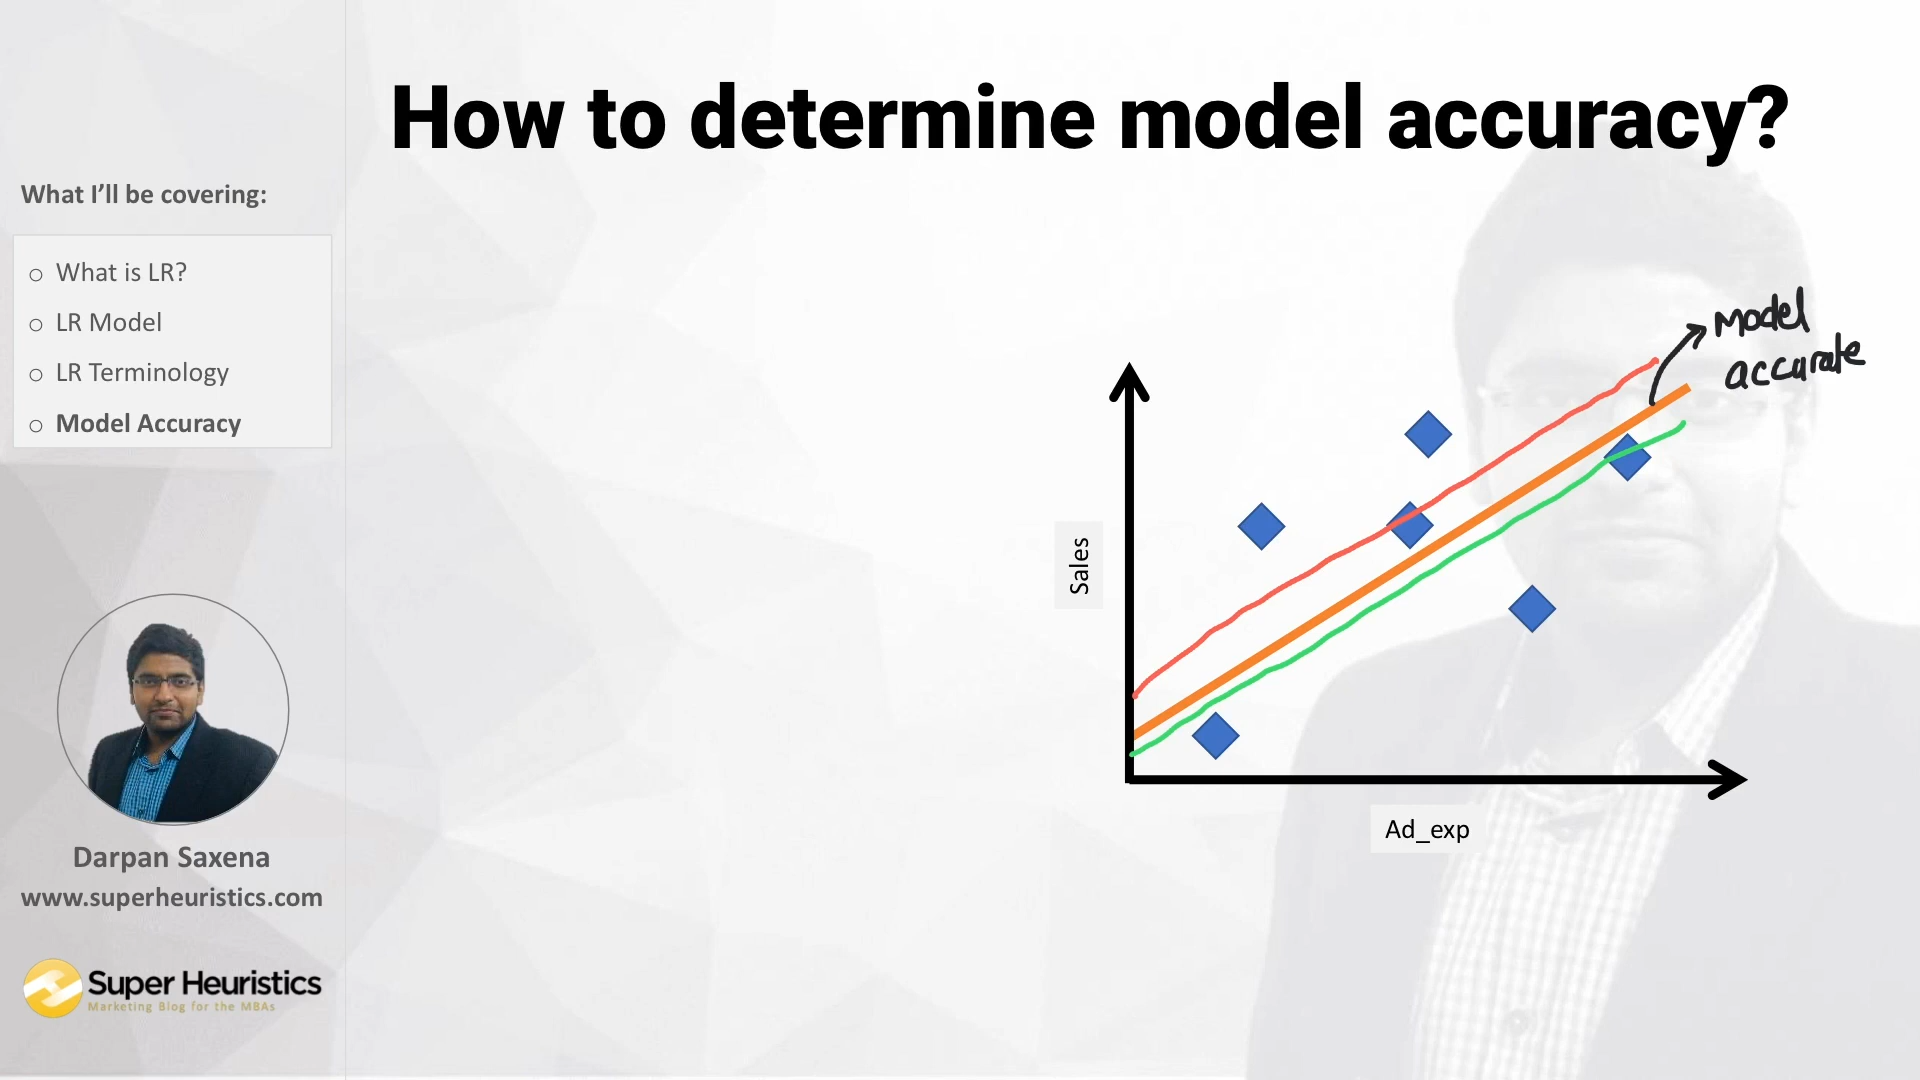 How to determine model accuracy?
What I'll be covering:
What is LR?
LR Model
LR Terminology
Model Accuracy
Model
accurate
Sales
Ad_exp
Darpan Saxena
www.superheuristics.com
Super Heuristics
Marketing Blog for the MBAs